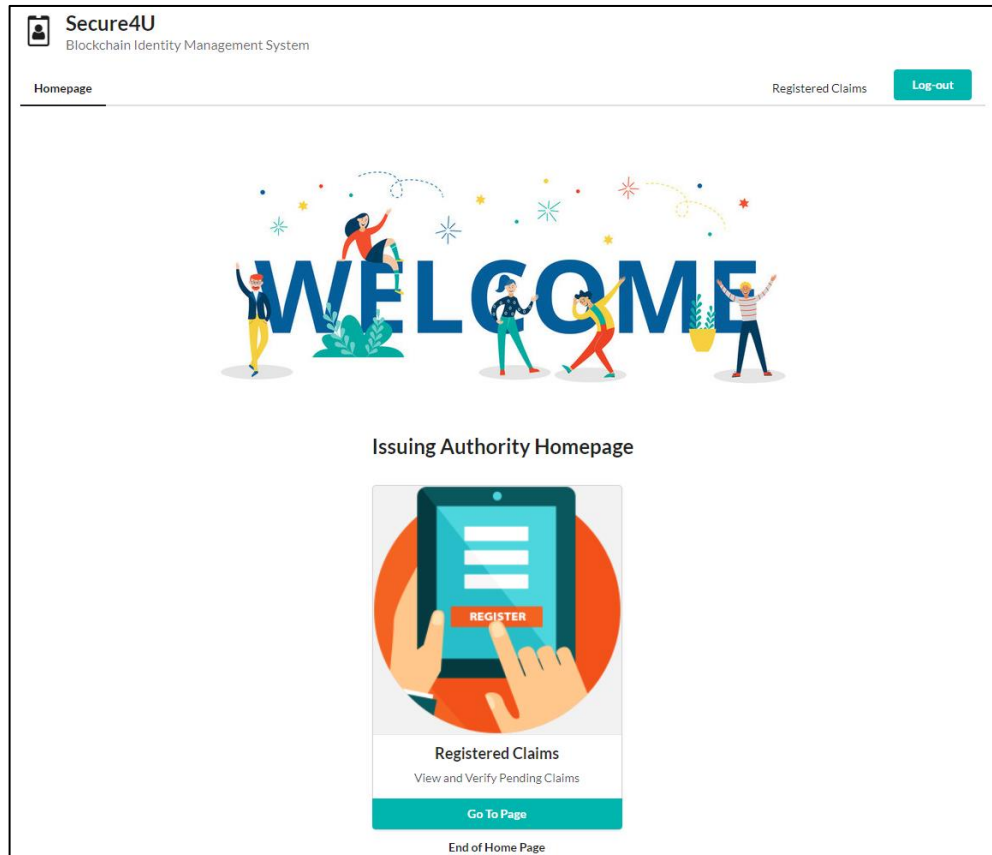 Secure4U
Blockchain Identity Management System
Homepage
Registered Claims
Log-out
WELCOME
Issuing Authority Homepage
REGISTER
Registered Claims
View and Verify Pending Claims
Go To Page
End of Home Page